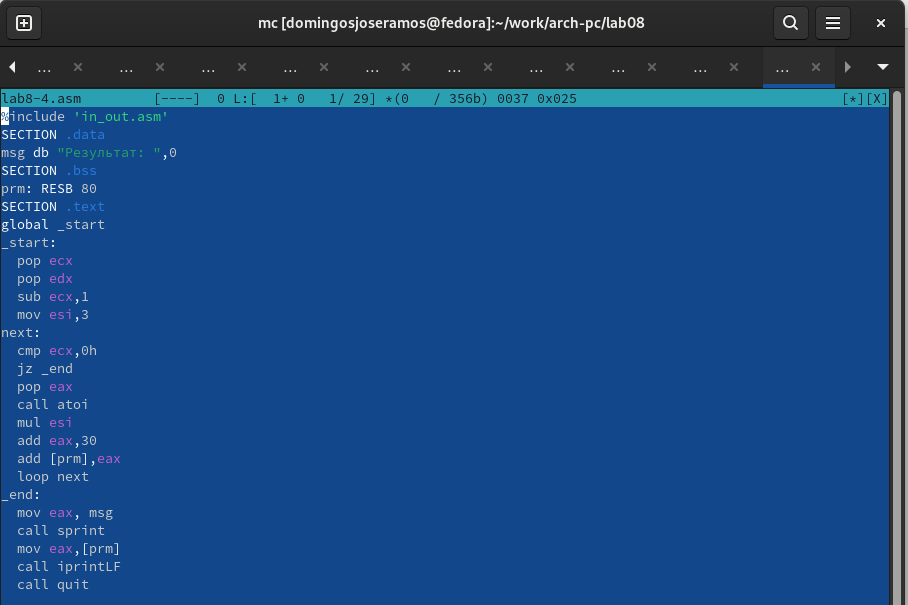 mc [domingosjoseramos@fedora]:~/work/arch-pc/lab08
... ... ... ... ... ... ... ... ... ...
lab8-4.asm [----] 0 L:[ 1+ 0 1/ 29] *(0 / 356b) 0037 0x025 [*][X]
%include 'in_out.asm'
SECTION .data
msg db "Результат: ",0
SECTION .bss
prm: RESB 80
SECTION .text
global _start
_start:
pop ecx
pop edx
sub ecx,1
mov esi,3
next:
cmp ecx,0h
jz _end
pop eax
call atoi
mul esi
add eax,30
add [prm],eax
loop next
_end:
mov eax, msg
call sprint
mov eax,[prm]
call iprintLF
call quit